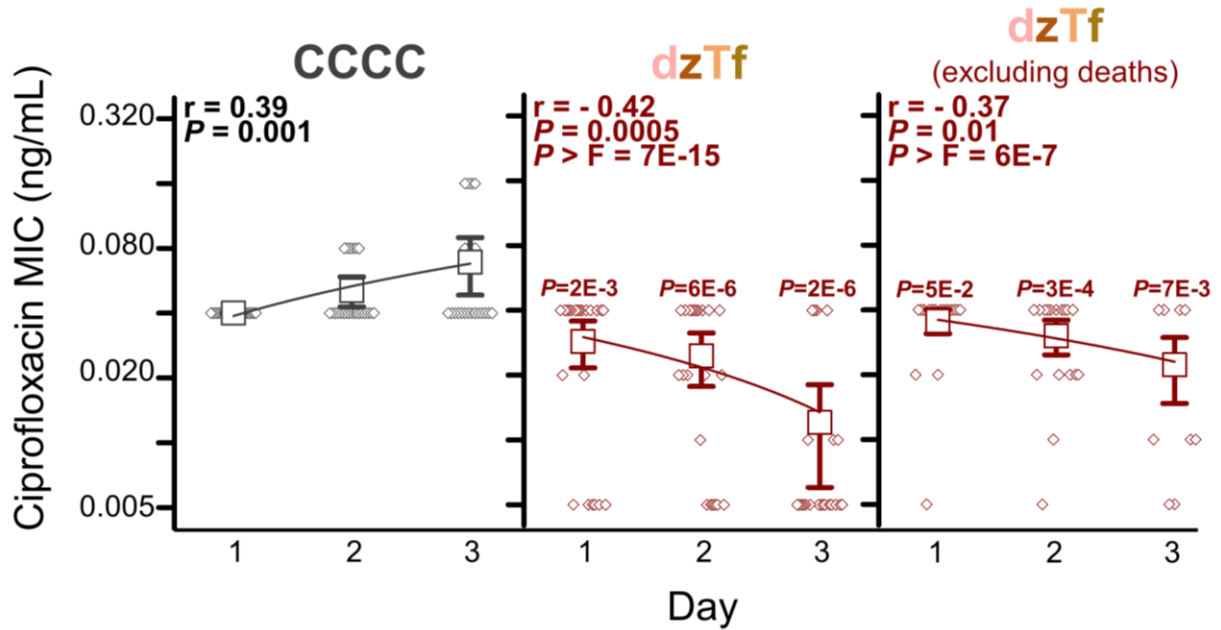 CCCC
dzTf
dzTf
(excluding deaths)
Ciprofloxacin MIC (ng/mL)
0.320
0.080
0.020
0.005
r = 0.39
P = 0.001
r = - 0.42
P = 0.0005
P > F = 7E-15
r = - 0.37
P = 0.01
P > F = 6E-7
P=2E-3
P=6E-6
P=2E-6
P=5E-2
P=3E-4
P=7E-3
1 2 3
1 2 3
1 2 3
Day